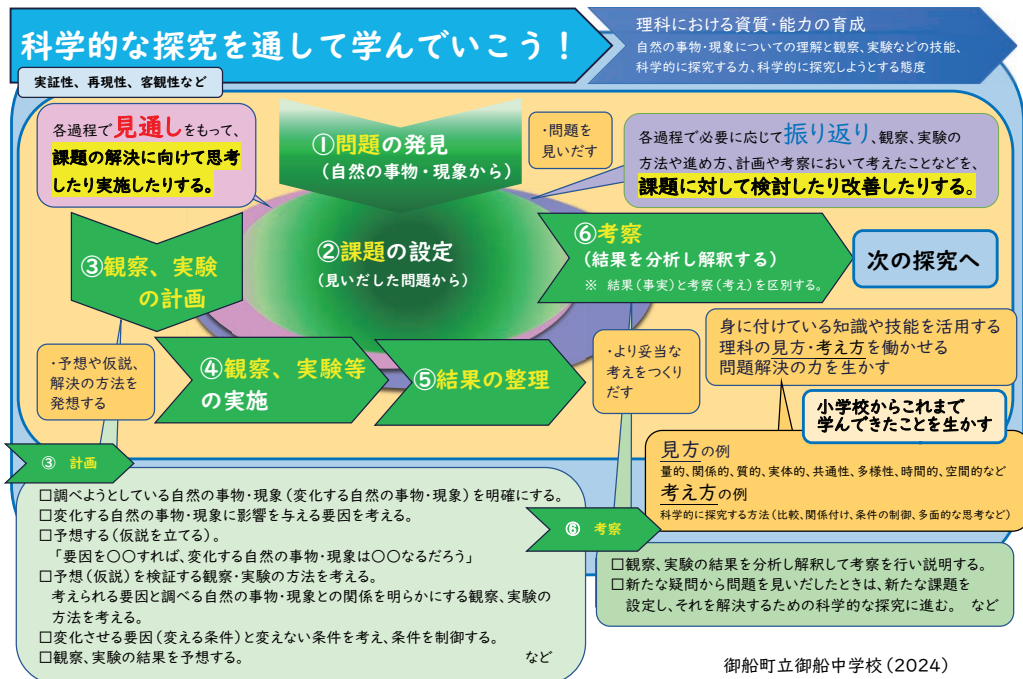 科学的な探究を通して学んでいこう！
理科における資質・能力の育成
自然の事物・現象についての理解と観察、実験などの技能、
科学的に探究する力、科学的に探究しようとする態度
実証性、再現性、客観性など
各過程で見通しをもって、
課題の解決に向けて思考
したり実施したりする。
①問題の発見
（自然の事物・現象から）
・問題を
見いだす
各過程で必要に応じて振り返り、観察、実験の
方法や進め方、計画や考察において考えたことなどを、
課題に対して検討したり改善したりする。
②課題の設定
（見いだした問題から）
③観察、実験
の計画
⑥考察
（結果を分析し解釈する）
※ 結果（事実）と考察（考え）を区別する。
次の探究へ
・予想や仮説、
解決の方法を
発想する
④観察、実験等
の実施
⑤結果の整理
・より妥当な
考えをつくり
だす
身に付けている知識や技能を活用する
理科の見方・考え方を働かせる
問題解決の力を生かす
小学校からこれまで
学んできたことを生かす
見方の例
量的、関係的、質的、実体的、共通性、多様性、時間的、空間的など
考え方の例
科学的に探究する方法（比較、関係付け、条件の制御、多面的な思考など）
③ 計画
□調べようとしている自然の事物・現象（変化する自然の事物・現象）を明確にする。
□変化する自然の事物・現象に影響を与える要因を考える。
□予想する（仮説を立てる）。
「要因を〇〇すれば、変化する自然の事物・現象は〇〇なるだろう」
□予想（仮説）を検証する観察・実験の方法を考える。
考えられる要因と調べる自然の事物・現象との関係を明らかにする観察、実験の
方法を考える。
□変化させる要因（変える条件）と変えない条件を考え、条件を制御する。
□観察、実験の結果を予想する。 など
⑥ 考察
□観察、実験の結果を分析し解釈して考察を行い説明する。
□新たな疑問から問題を見いだしたときは、新たな課題を
設定し、それを解決するための科学的な探究に進む。 など
御船町立御船中学校（2024）